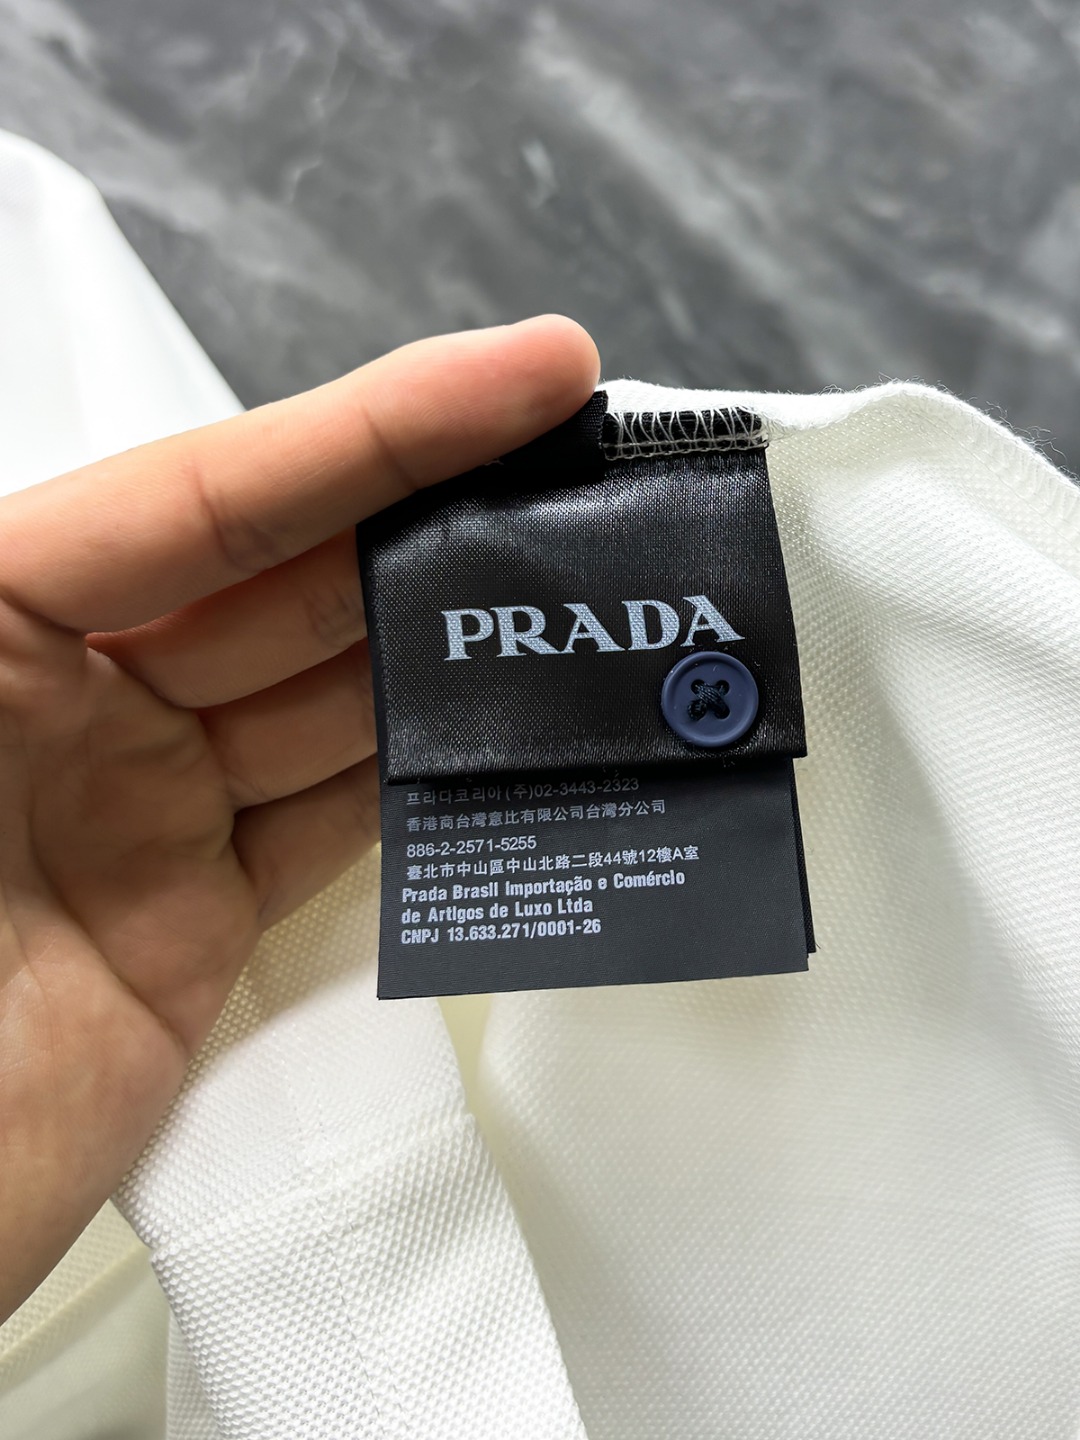 PRADA
프라다코리아(주)02-3443-2323
香港商台灣意比有限公司台灣分公司
886-2-2571-5255
臺北市中山區中山北路二段44號12樓A室
Prada Brasil Importação e Comércio
de Artigos de Luxo Ltda
CNPJ 13.633.271/0001-26